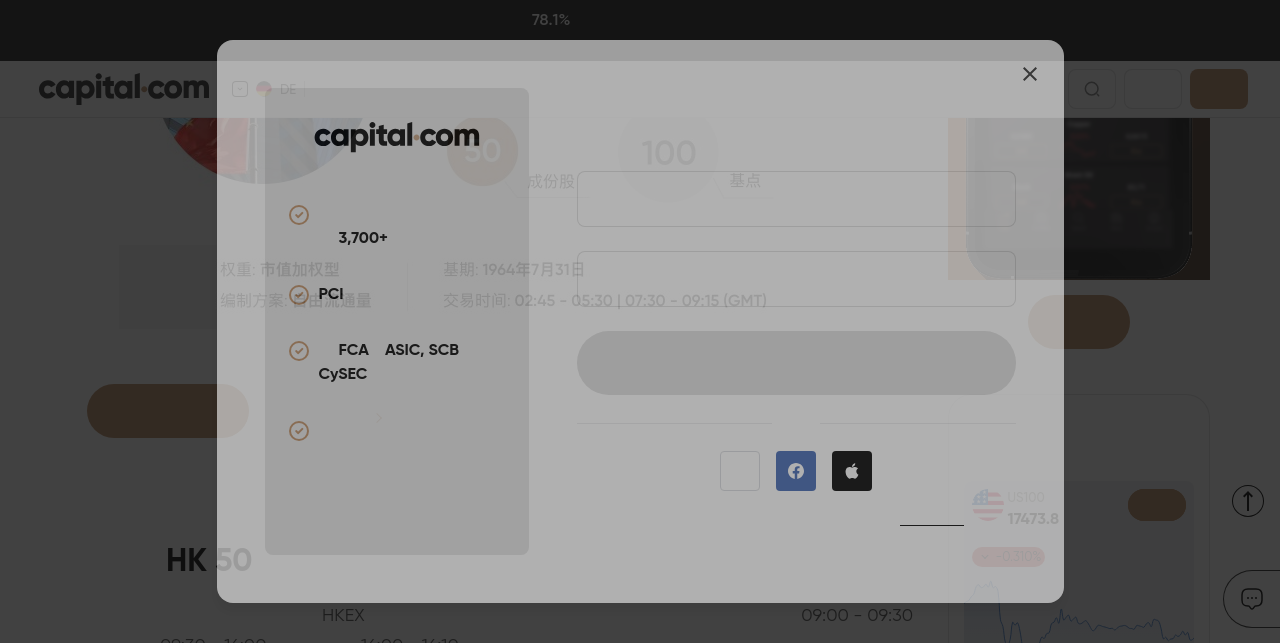 78.1%
capital.com
DE
capital.com
50
100
成份股
基点
3,700+
权重: 市值加权型
基期: 1964年7月31日
PCI
编制方案: 自由流通量
交易时间: 02:45 - 05:30 | 07:30 - 09:15 (GMT)
FCA ASIC, SCB
CySEC
US100
17473.8
HK 50
HKEX
09:00 - 09:30